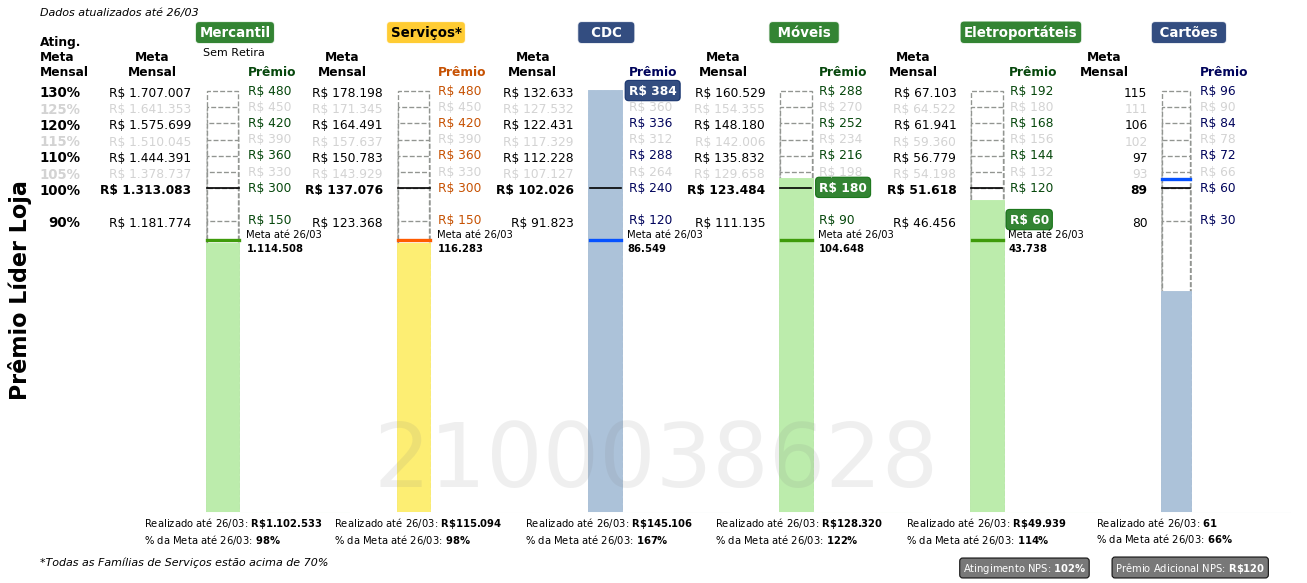 Dados atualizados até 26/03
Mercantil Serviços* CDC Móveis Eletroportáteis Cartões
Sem Retira
Ating. Meta Mensal
Meta Mensal Prêmio Meta Mensal Prêmio Meta Mensal Prêmio Meta Mensal Prêmio Meta Mensal Prêmio Meta Mensal Prêmio
130% R$ 1.707.007 R$ 480 R$ 178.198 R$ 480 R$ 132.633 R$ 384 R$ 160.529 R$ 288 R$ 67.103 R$ 192 115 R$ 96
125% R$ 1.641.353 R$ 450 R$ 171.345 R$ 450 R$ 127.532 R$ 360 R$ 154.355 R$ 270 R$ 64.522 R$ 180 111 R$ 90
120% R$ 1.575.699 R$ 420 R$ 164.491 R$ 420 R$ 122.431 R$ 336 R$ 148.180 R$ 252 R$ 61.941 R$ 168 106 R$ 84
115% R$ 1.510.045 R$ 390 R$ 157.637 R$ 390 R$ 117.329 R$ 312 R$ 142.006 R$ 234 R$ 59.360 R$ 156 102 R$ 78
110% R$ 1.444.391 R$ 360 R$ 150.783 R$ 360 R$ 112.228 R$ 288 R$ 135.832 R$ 216 R$ 56.779 R$ 144 97 R$ 72
105% R$ 1.378.737 R$ 330 R$ 143.929 R$ 330 R$ 107.127 R$ 264 R$ 129.658 R$ 198 R$ 54.198 R$ 132 93 R$ 66
100% R$ 1.313.083 R$ 300 R$ 137.076 R$ 300 R$ 102.026 R$ 240 R$ 123.484 R$ 180 R$ 51.618 R$ 120 89 R$ 60
90% R$ 1.181.774 R$ 150 R$ 123.368 R$ 150 R$ 91.823 R$ 120 R$ 111.135 R$ 90 R$ 46.456 R$ 60 80 R$ 30
Meta até 26/03 Meta até 26/03 Meta até 26/03 Meta até 26/03 Meta até 26/03
1.114.508 116.283 86.549 104.648 43.738
Prêmio Líder Loja
2100038628
Realizado até 26/03: R$1.102.533 Realizado até 26/03: R$115.094 Realizado até 26/03: R$145.106 Realizado até 26/03: R$128.320 Realizado até 26/03: R$49.939 Realizado até 26/03: 61
% da Meta até 26/03: 98% % da Meta até 26/03: 98% % da Meta até 26/03: 167% % da Meta até 26/03: 122% % da Meta até 26/03: 114% % da Meta até 26/03: 66%
*Todas as Famílias de Serviços estão acima de 70%
Atingimento NPS: 102% Prêmio Adicional NPS: R$120